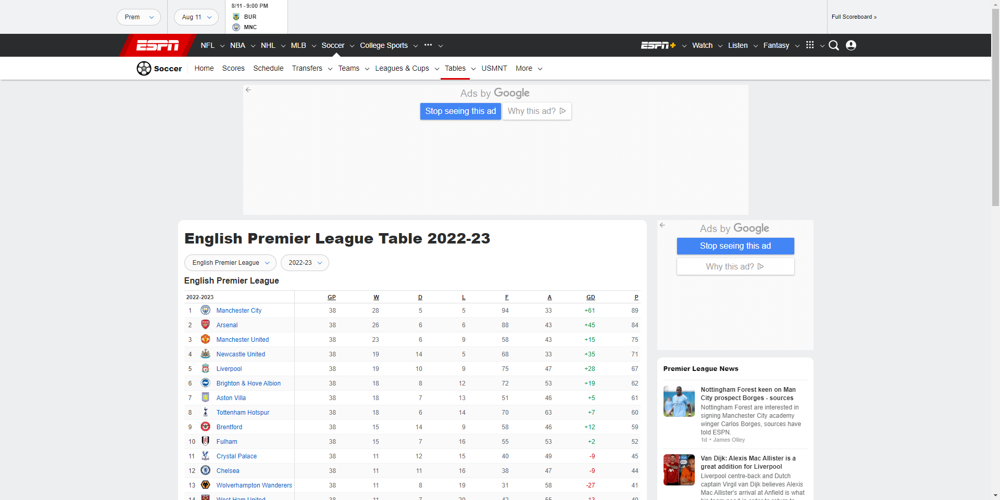 Prem
Aug 11
8/11 - 9:00 PM
BUR
MNC
Full Scoreboard »
ESPN
NFL
NBA
NHL
MLB
Soccer
College Sports
•••
ESPN+
Watch
Listen
Fantasy
Soccer
Home
Scores
Schedule
Transfers
Teams
Leagues & Cups
Tables
USMNT
More
Ads by Google
Stop seeing this ad
Why this ad?
English Premier League Table 2022-23
English Premier League
2022-23
English Premier League
2022-2023 GP W D L F A GD P
1 Manchester City 38 28 5 5 94 33 +61 89
2 Arsenal 38 26 6 6 88 43 +45 84
3 Manchester United 38 23 6 9 58 43 +15 75
4 Newcastle United 38 19 14 5 68 33 +35 71
5 Liverpool 38 19 10 9 75 47 +28 67
6 Brighton & Hove Albion 38 18 8 12 72 53 +19 62
7 Aston Villa 38 18 7 13 51 46 +5 61
8 Tottenham Hotspur 38 18 6 14 70 63 +7 60
9 Brentford 38 15 14 9 58 46 +12 59
10 Fulham 38 15 7 16 55 53 +2 52
11 Crystal Palace 38 11 12 15 40 49 -9 45
12 Chelsea 38 11 11 16 38 47 -9 44
13 Wolverhampton Wanderers 38 11 8 19 31 58 -27 41
14 West Ham United 38 11 7 20 42 55 -13 40
Ads by Google
Stop seeing this ad
Why this ad?
Premier League News
Nottingham Forest keen on Man
City prospect Borges - sources
Nottingham Forest are interested in
signing Manchester City academy
winger Carlos Borges, sources have
told ESPN.
1d • James Olley
Van Dijk: Alexis Mac Allister is a
great addition for Liverpool
Liverpool centre-back and Dutch
captain Virgil van Dijk believes Alexis
Mac Allister's arrival at Anfield is what
his team need in order to return to